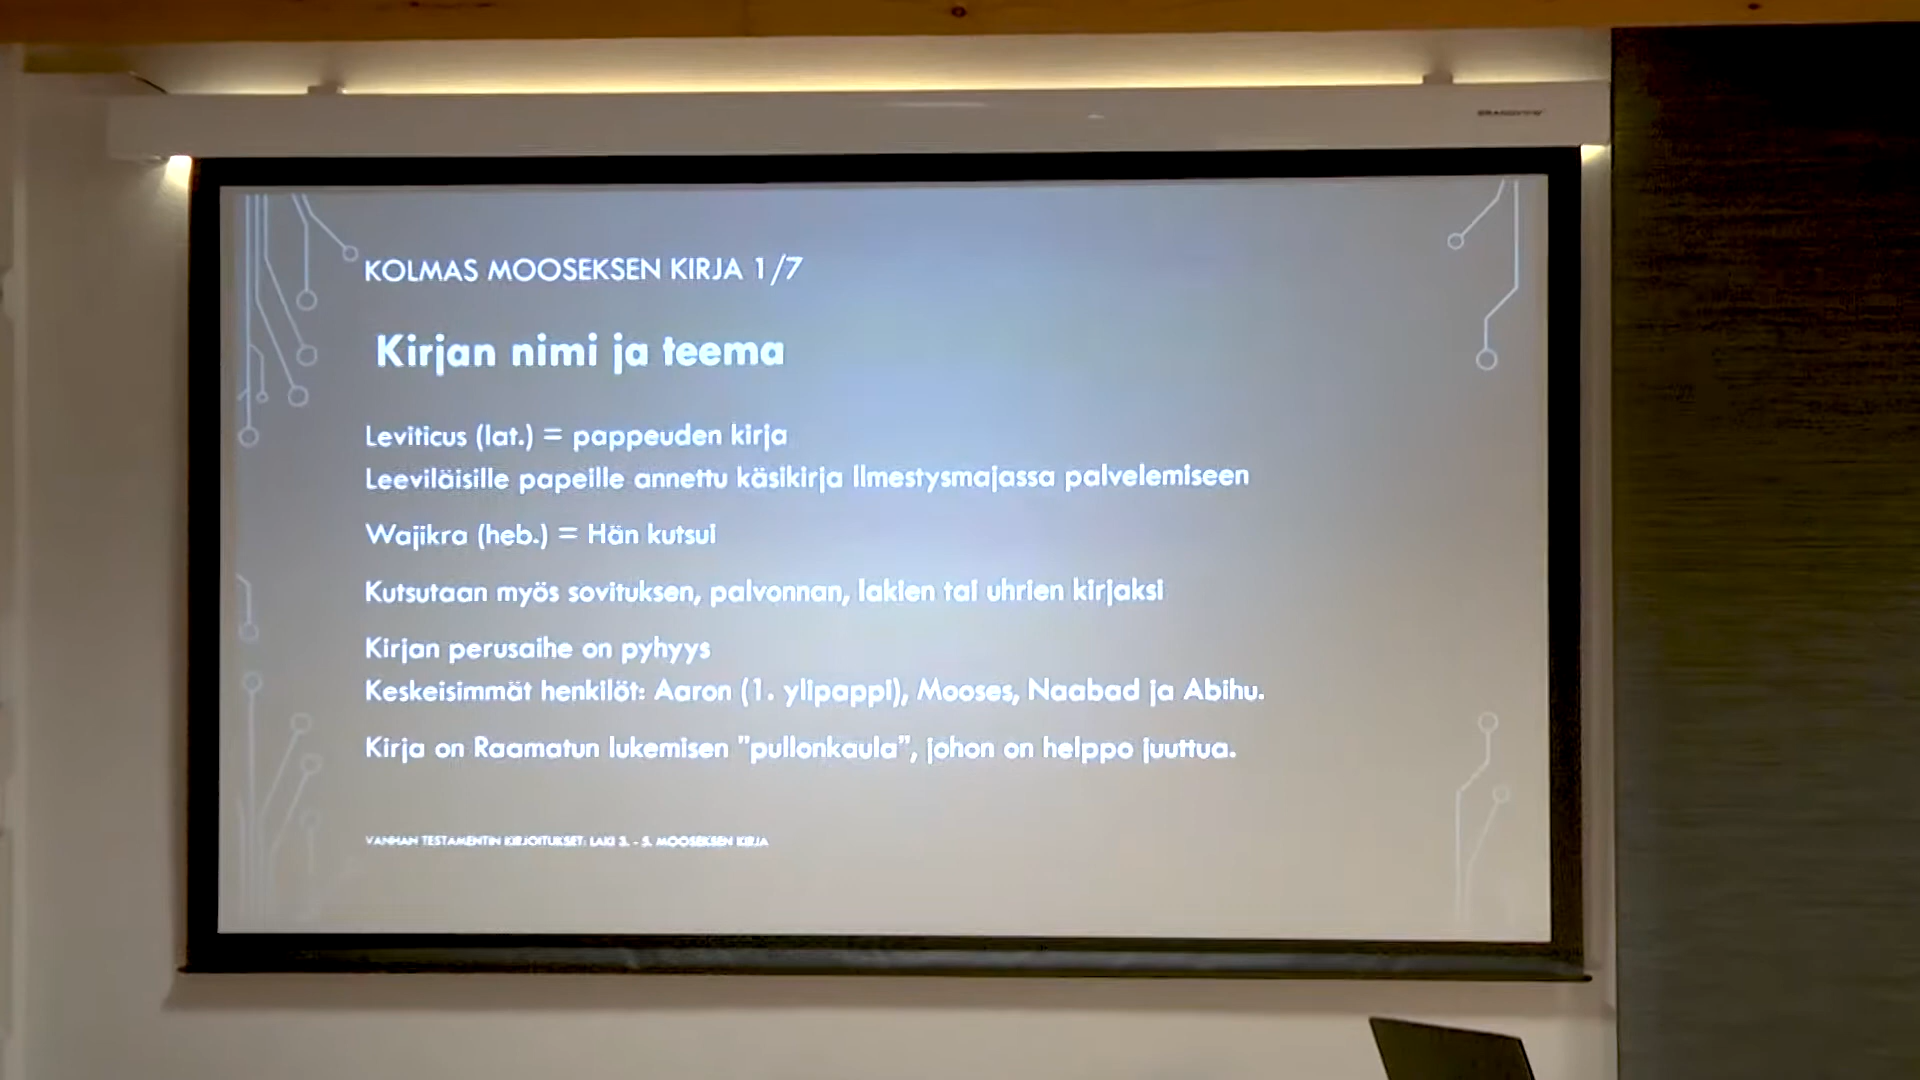 KOLMAS MOOSEKSEN KIRJA 1/7
Kirjan nimi ja teema
Leviticus (lat.) = pappeuden kirja
Leeviläisille papeille annettu käsikirja Ilmestysmajassa palvelemiseen
Wajikra (heb.) = Hän kutsui
Kutsutaan myös sovituksen, palvonnan, lakien tai uhrien kirjaksi
Kirjan perusaihe on pyhyys
Keskeisimmät henkilöt: Aaron (1. ylipappi), Mooses, Naabad ja Abihu.
Kirja on Raamatun lukemisen "pullonkaula", johon on helppo juuttua.
VANHAN TESTAMENTIN KIRJOITUKSET: LAKI 3. - 5. MOOSEKSEN KIRJA